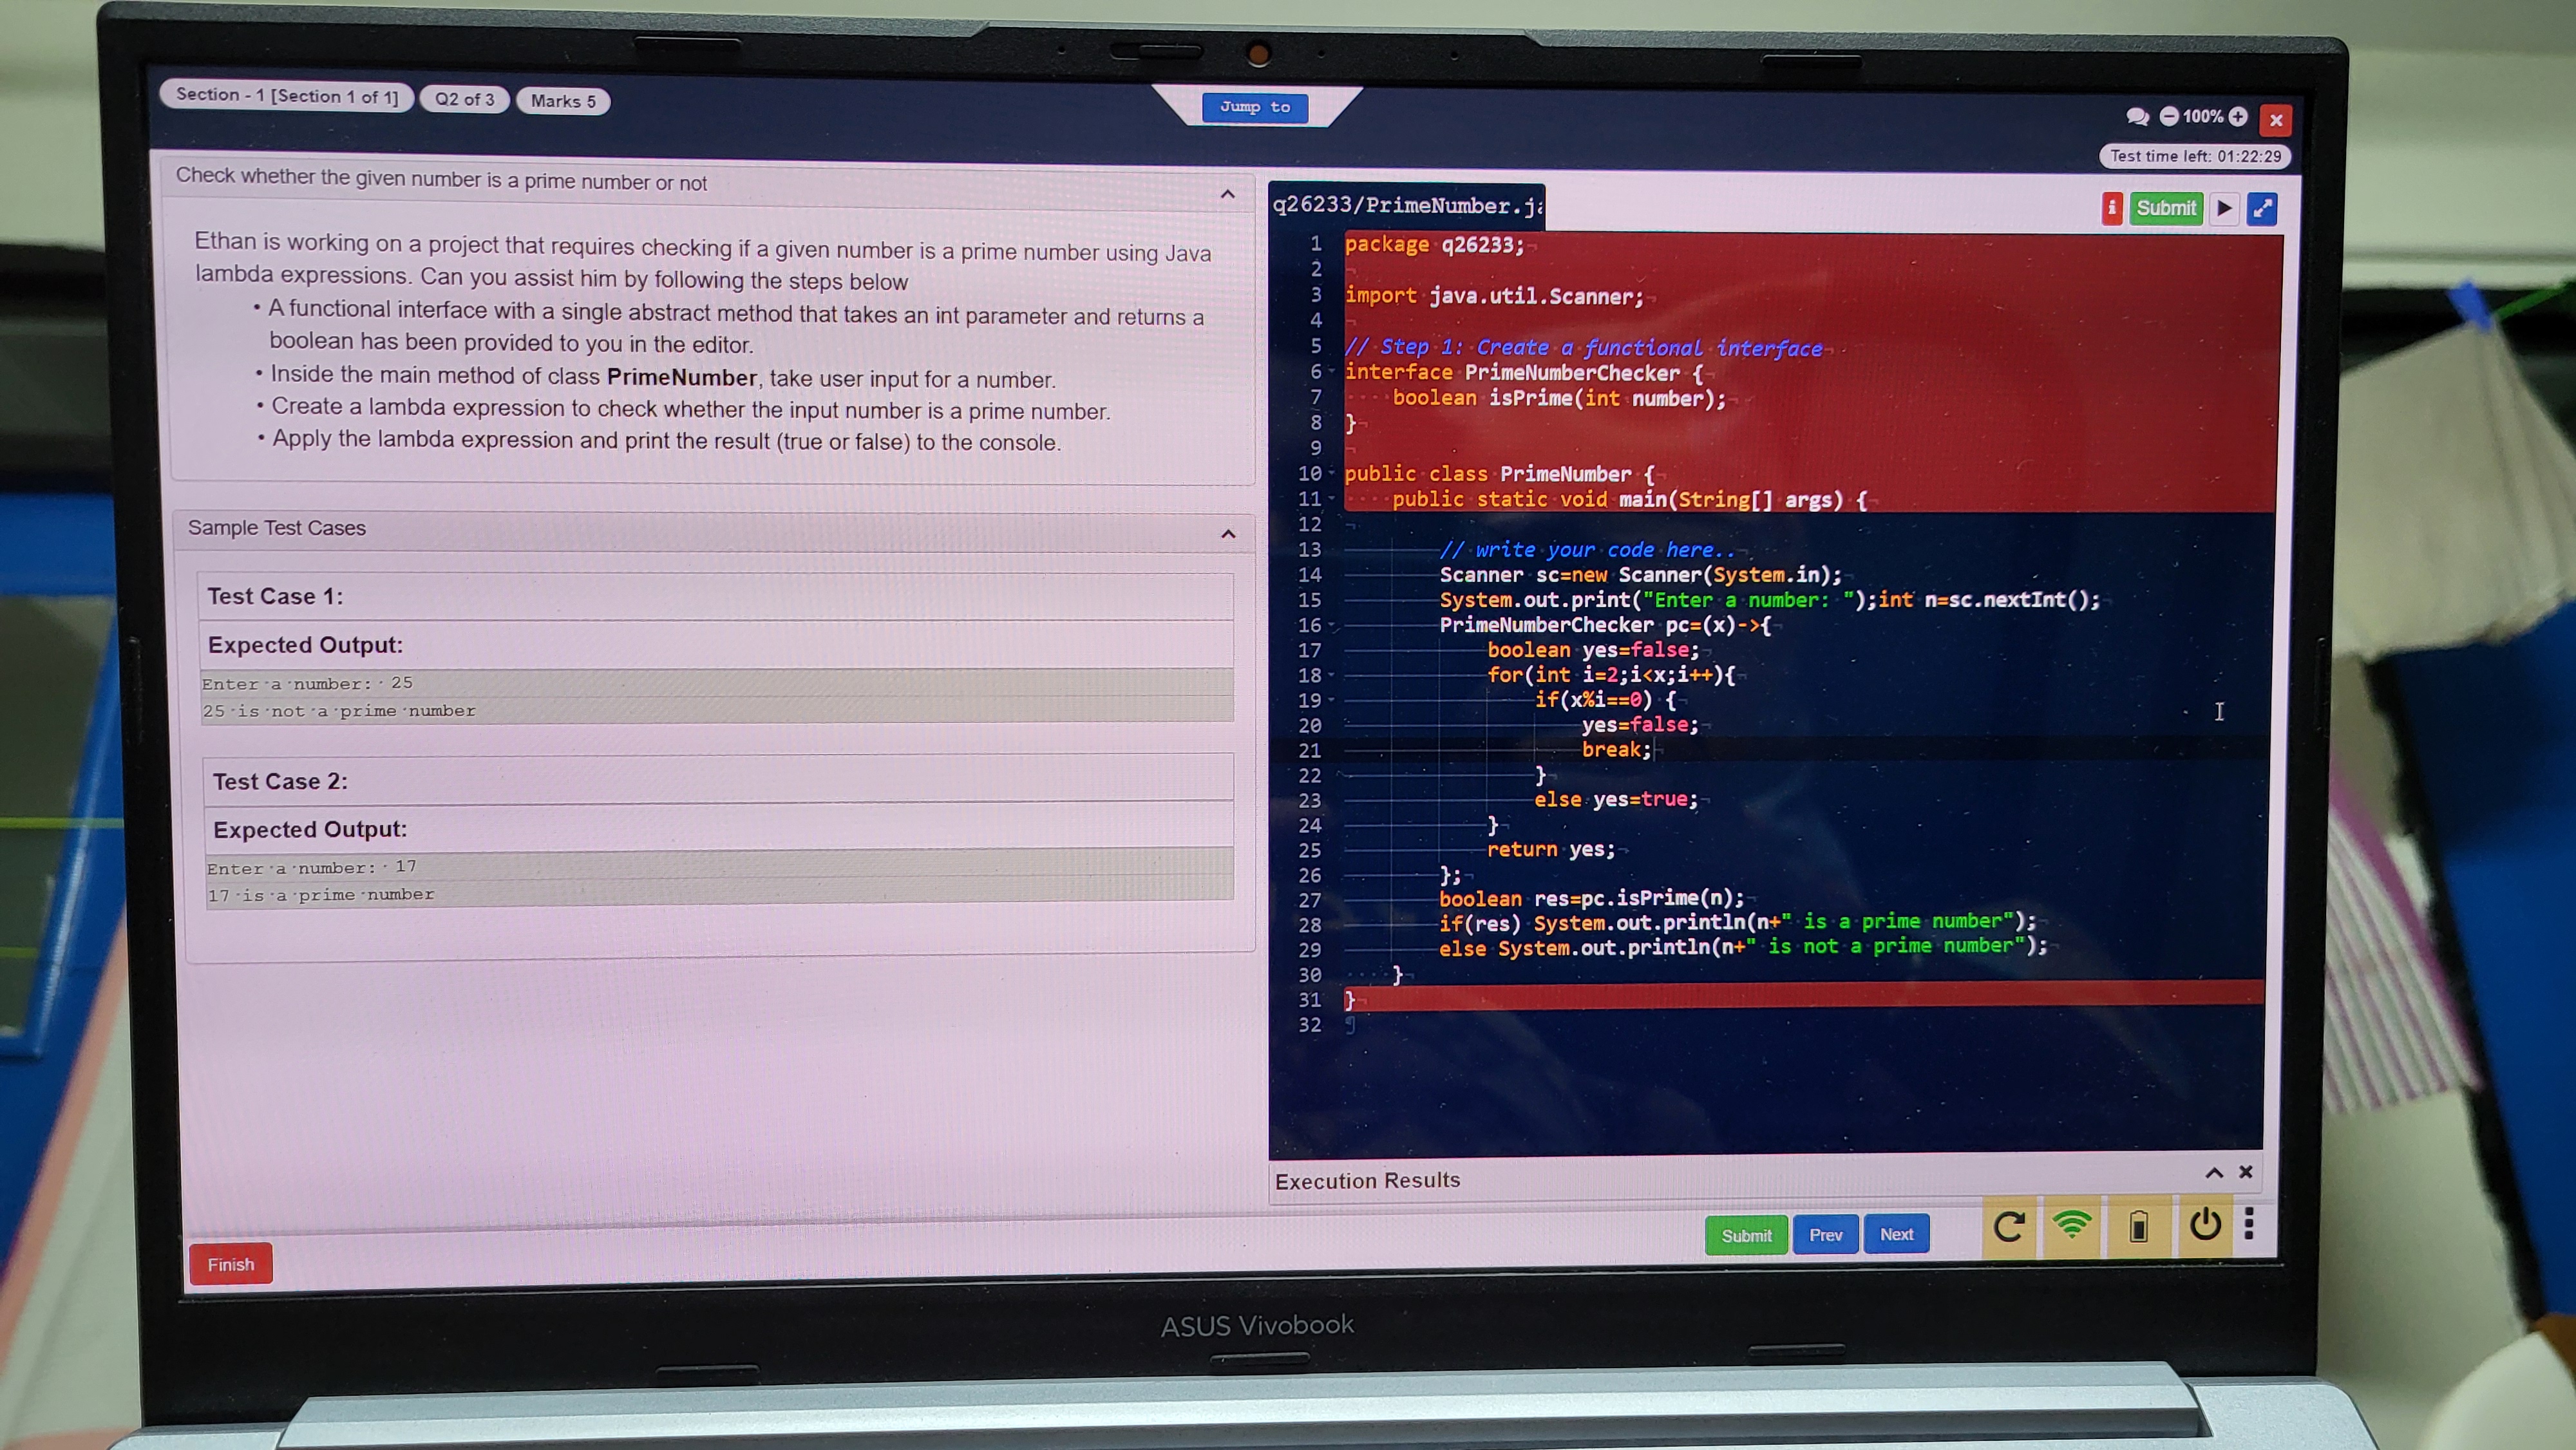 Section - 1 [Section 1 of 1]
Q2 of 3
Marks 5
Jump to
100%
Test time left: 01:22:29
Check whether the given number is a prime number or not
Ethan is working on a project that requires checking if a given number is a prime number using Java
lambda expressions. Can you assist him by following the steps below
• A functional interface with a single abstract method that takes an int parameter and returns a
boolean has been provided to you in the editor.
• Inside the main method of class PrimeNumber, take user input for a number.
• Create a lambda expression to check whether the input number is a prime number.
• Apply the lambda expression and print the result (true or false) to the console.
Sample Test Cases
Test Case 1:
Expected Output:
Enter·a·number:·25
25·is·not·a·prime·number
Test Case 2:
Expected Output:
Enter·a·number:·17
17·is·a·prime·number
Finish
q26233/PrimeNumber.ja
Submit
1 package q26233;
2
3 import java.util.Scanner;
4
5 // Step 1: Create a functional interface
6 interface PrimeNumberChecker {
7 boolean isPrime(int number);
8 }
9
10 public class PrimeNumber {
11 public static void main(String[] args) {
12
13 // write your code here..
14 Scanner sc=new Scanner(System.in);
15 System.out.print("Enter a number: ");int n=sc.nextInt();
16 PrimeNumberChecker pc=(x)->{
17 boolean yes=false;
18 for(int i=2;i<x;i++){
19 if(x%i==0) {
20 yes=false;
21 break;
22 }
23 else yes=true;
24 }
25 return yes;
26 };
27 boolean res=pc.isPrime(n);
28 if(res) System.out.println(n+" is a prime number");
29 else System.out.println(n+" is not a prime number");
30 }
31 }
32
Execution Results
Submit
Prev
Next
ASUS Vivobook